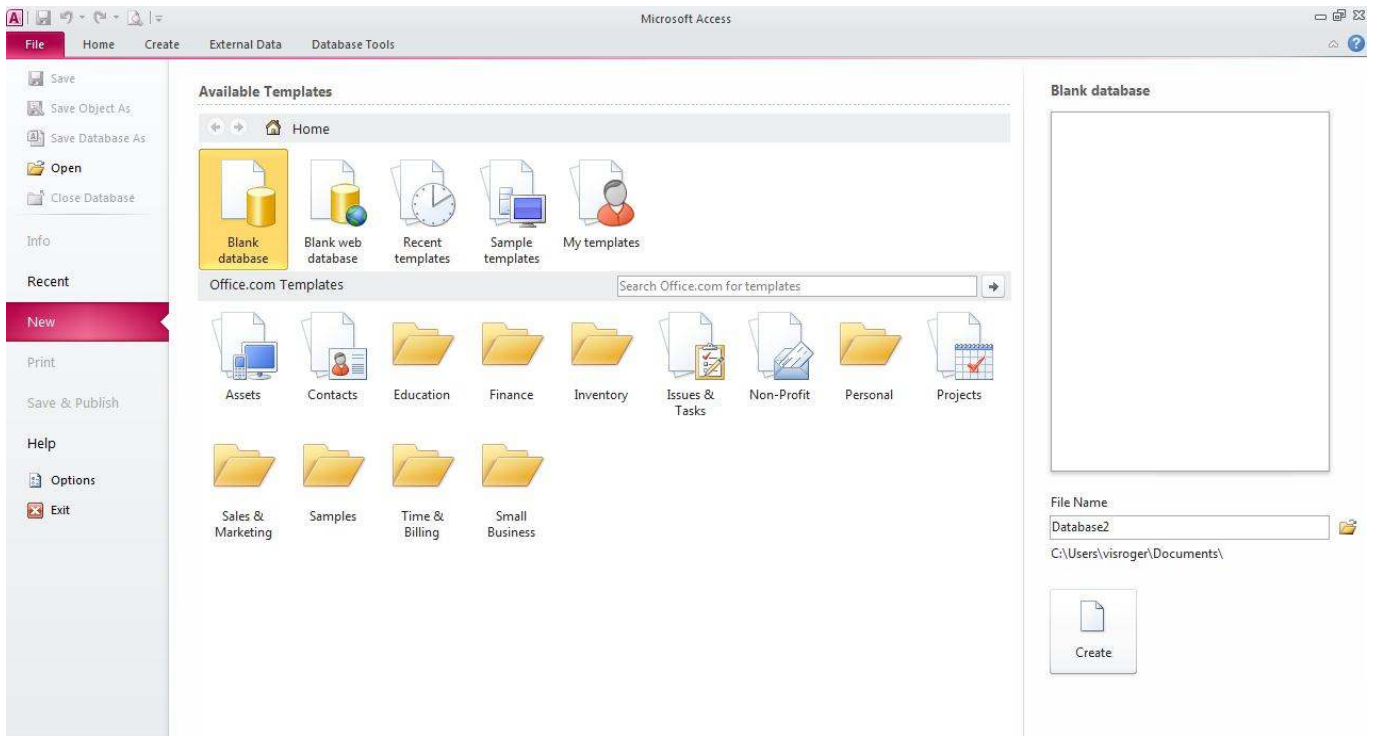 A
Microsoft Access
File Home Create External Data Database Tools
Save
Save Object As
Save Database As
Open
Close Database
Info
Recent
New
Print
Save & Publish
Help
Options
Exit
Available Templates
Home
Blank database
Blank web database
Recent templates
Sample templates
My templates
Office.com Templates
Search Office.com for templates
Assets
Contacts
Education
Finance
Inventory
Issues & Tasks
Non-Profit
Personal
Projects
Sales & Marketing
Samples
Time & Billing
Small Business
Blank database
File Name
Database2
C:\Users\visroger\Documents\
Create